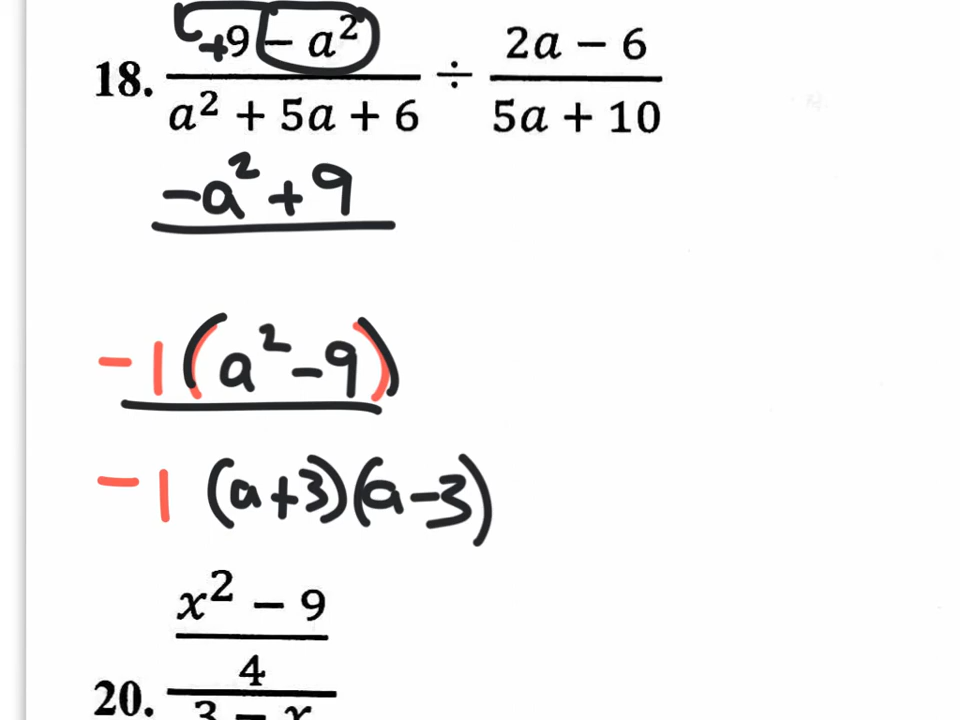 18. +9 − a² / a² + 5a + 6 ÷ 2a − 6 / 5a + 10
−a² + 9
−1(a² − 9)
−1 (a+3)(a−3)
20. x² − 9 / 4 / 3 − x